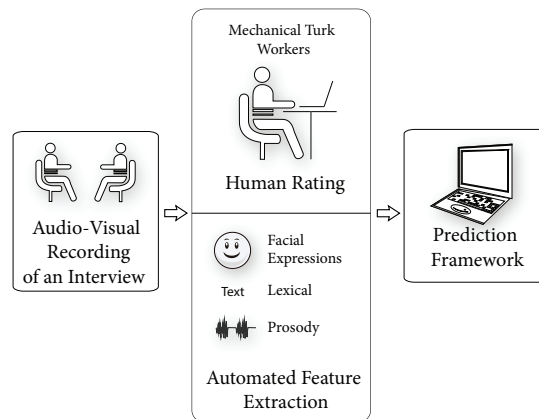 Audio-Visual
Recording
of an Interview
Mechanical Turk
Workers
Human Rating
Facial
Expressions
Text
Lexical
Prosody
Automated Feature
Extraction
Prediction
Framework